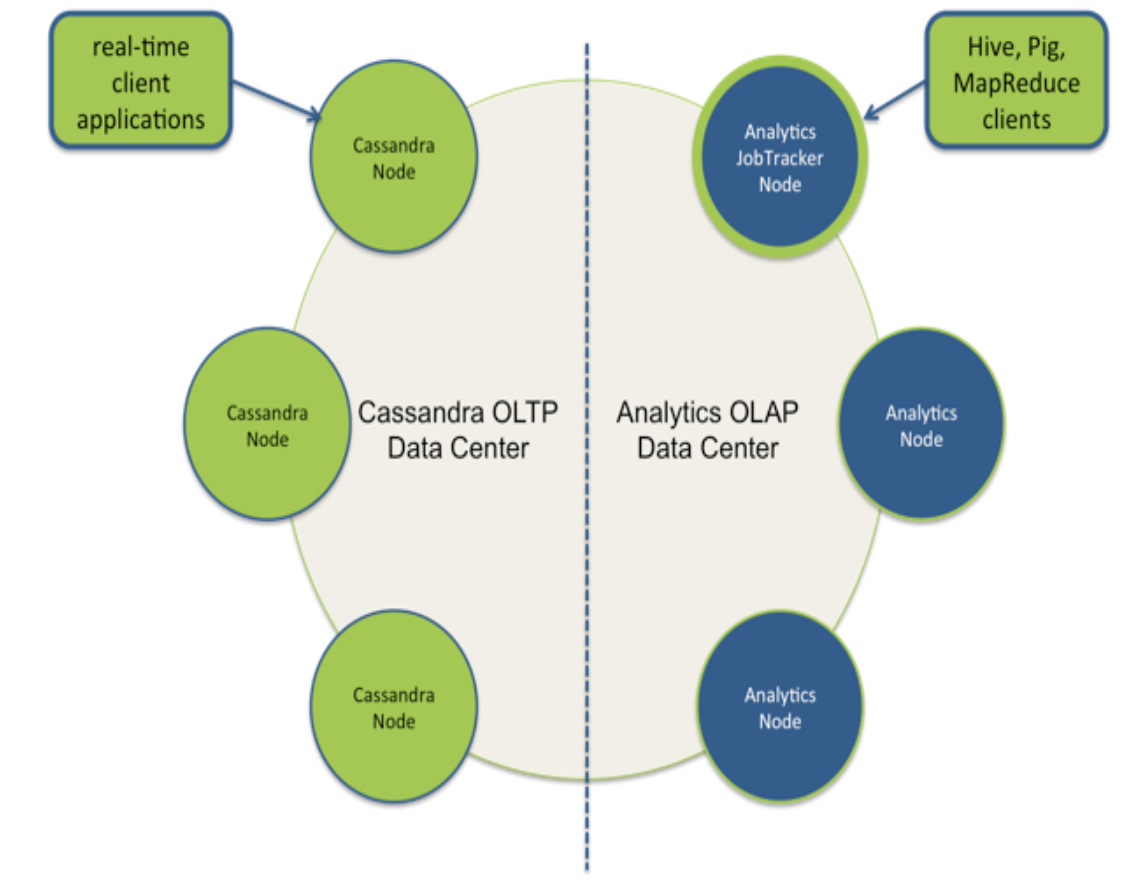 real-time
client
applications
Hive, Pig,
MapReduce
clients
Cassandra
Node
Analytics
JobTracker
Node
Cassandra
Node
Cassandra OLTP
Data Center
Analytics OLAP
Data Center
Analytics
Node
Cassandra
Node
Analytics
Node